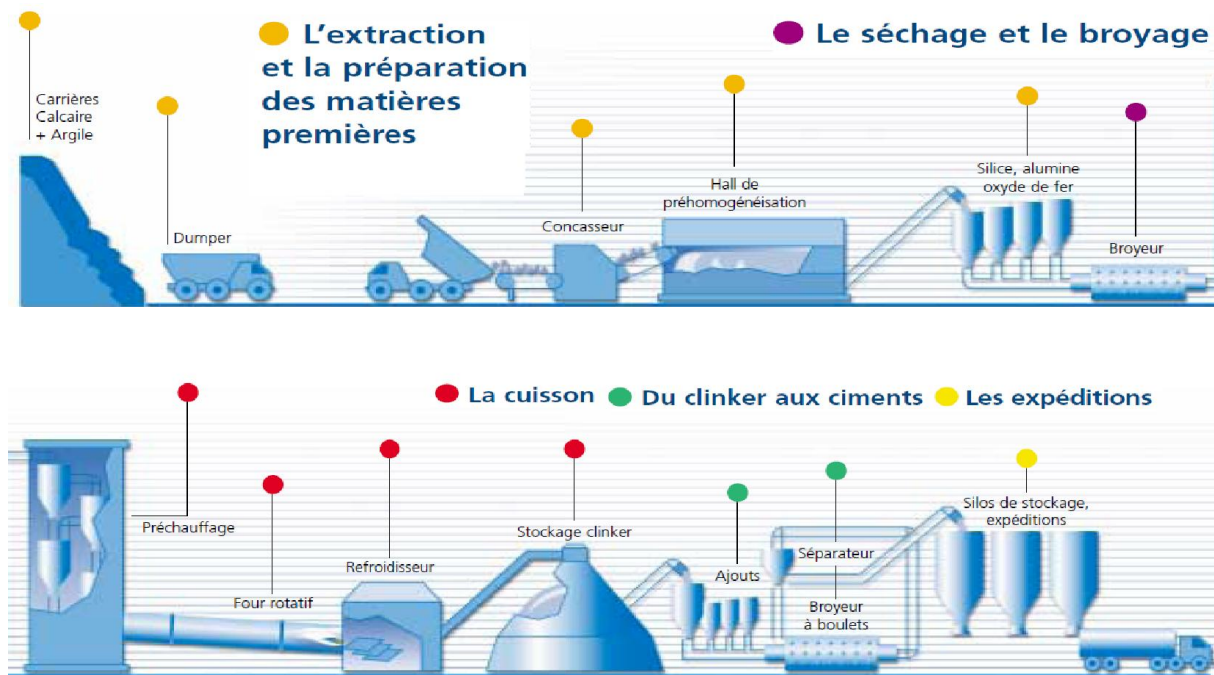 L'extraction
et la préparation
des matières
premières
Le séchage et le broyage
Carrières
Calcaire
+ Argile
Dumper
Concasseur
Hall de
préhomogénéisation
Silice, alumine
oxyde de fer
Broyeur
La cuisson
Du clinker aux ciments
Les expéditions
Préchauffage
Four rotatif
Refroidisseur
Stockage clinker
Ajouts
Séparateur
Broyeur
à boulets
Silos de stockage,
expéditions